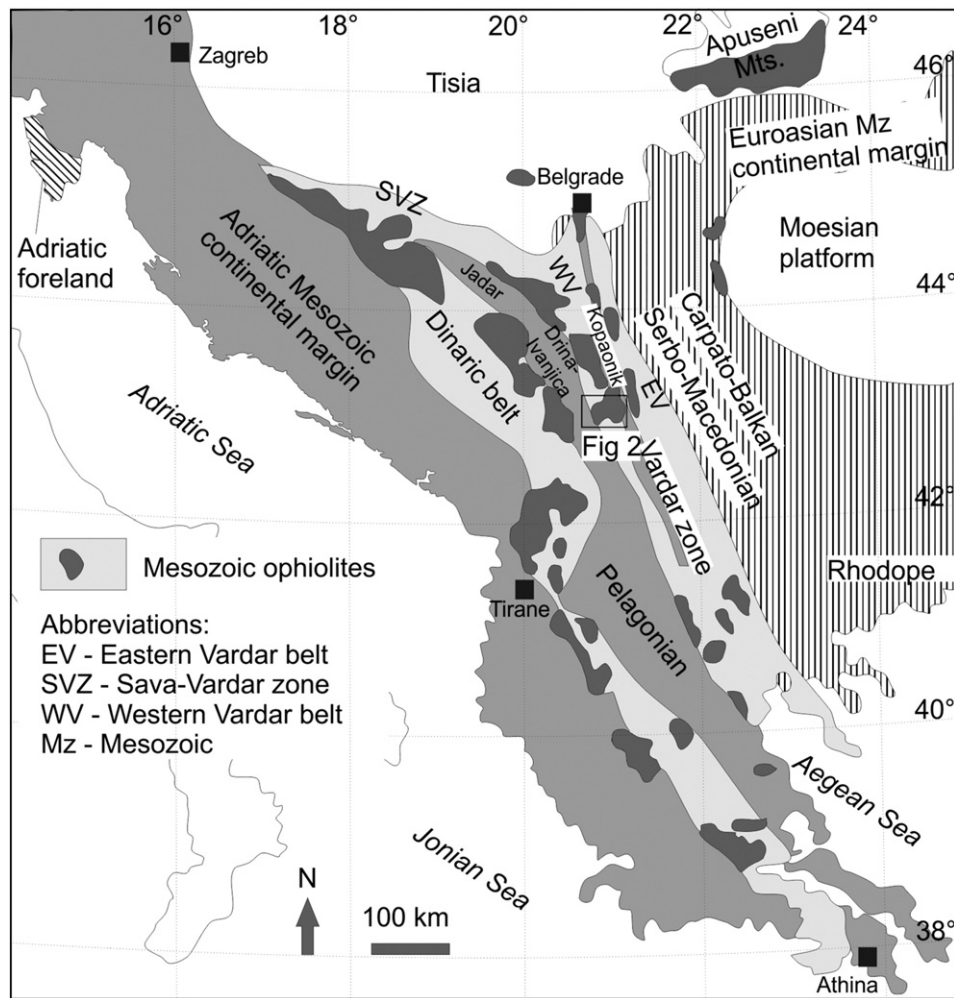 16°
18°
20°
22°
24°
Zagreb
Apuseni
Mts.
46°
Tisia
Euroasian Mz
continental margin
Belgrade
SVZ
Adriatic
foreland
Moesian
platform
Adriatic Mesozoic
continental margin
Jadar
WV
44°
Dinaric belt
Drina-
Ivanjica
Kopaonik
EV
Carpato-Balkan
Serbo-Macedonian
Adriatic Sea
Fig 2
Vardar zone
42°
Mesozoic ophiolites
Rhodope
Tirane
Pelagonian
Abbreviations:
EV - Eastern Vardar belt
SVZ - Sava-Vardar zone
WV - Western Vardar belt
Mz - Mesozoic
40°
Aegean Sea
Jonian Sea
N
100 km
38°
Athina